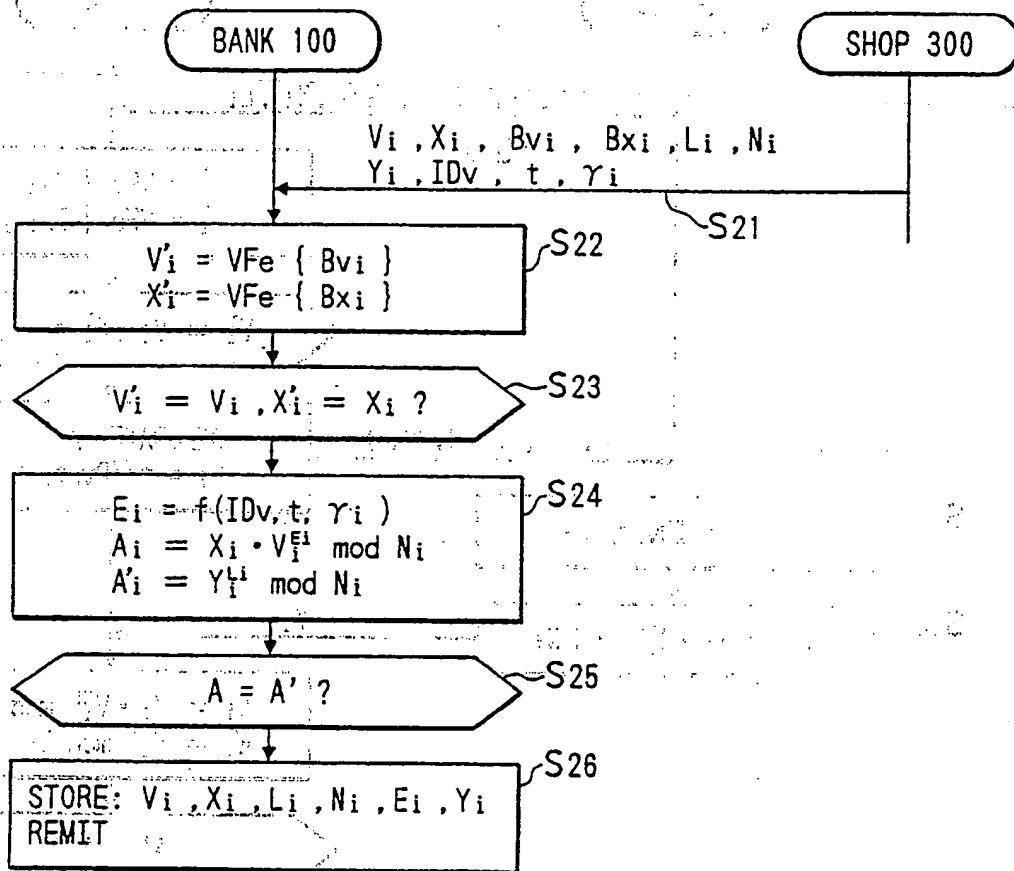 BANK 100
SHOP 300
Vi , Xi , Bvi , Bxi , Li , Ni
Yi , IDv , t , γi
S21
S22
V'i = VFe { Bvi }
X'i = VFe { Bxi }
S23
V'i = Vi , X'i = Xi ?
S24
Ei = f(IDv, t, γi )
Ai = Xi · Vi^Ei mod Ni
A'i = Yi^Li mod Ni
S25
A = A' ?
S26
STORE: Vi , Xi , Li , Ni , Ei , Yi
REMIT